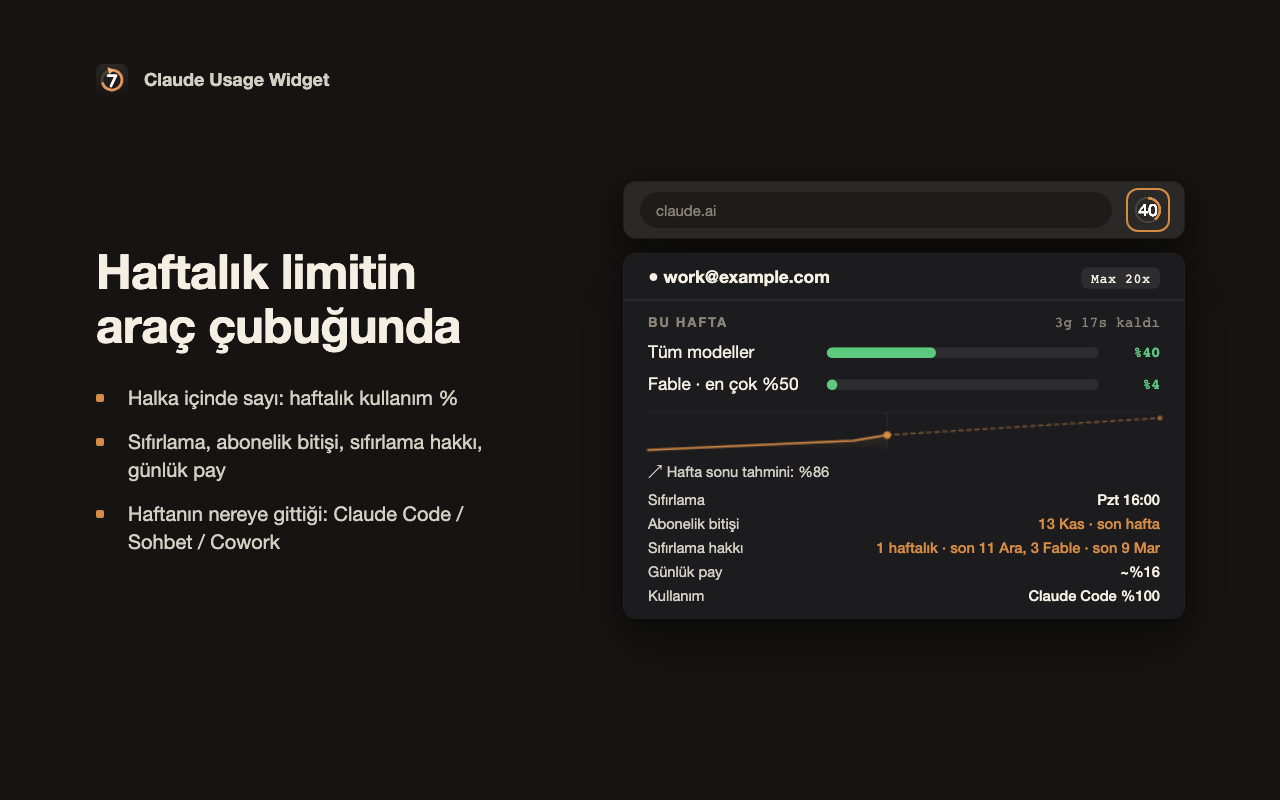 7
Claude Usage Widget
Haftalık limitin
araç çubuğunda
Halka içinde sayı: haftalık kullanım %
Sıfırlama, abonelik bitişi, sıfırlama hakkı,
günlük pay
Haftanın nereye gittiği: Claude Code /
Sohbet / Cowork
claude.ai
40
work@example.com
Max 20x
BU HAFTA
3g 17s kaldı
Tüm modeller
%40
Fable · en çok %50
%4
↗ Hafta sonu tahmini: %86
Sıfırlama
Pzt 16:00
Abonelik bitişi
13 Kas · son hafta
Sıfırlama hakkı
1 haftalık · son 11 Ara, 3 Fable · son 9 Mar
Günlük pay
~%16
Kullanım
Claude Code %100